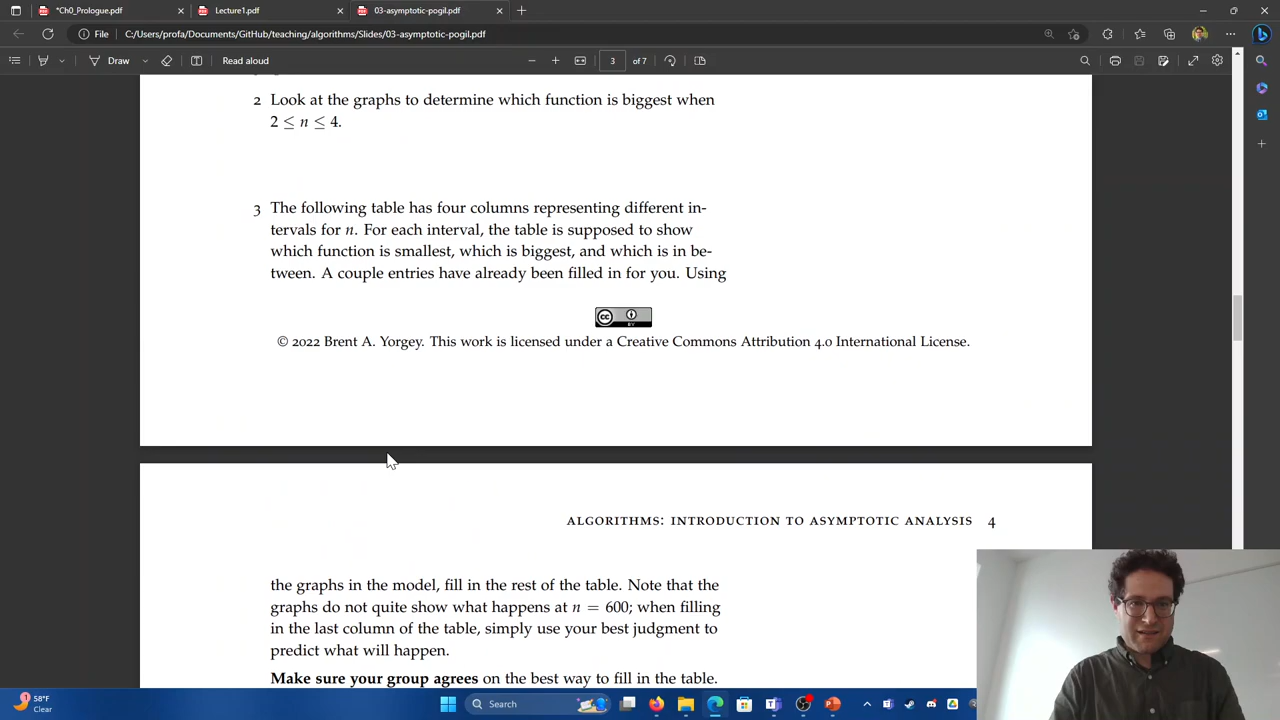 *Ch0_Prologue.pdf
Lecture1.pdf
03-asymptotic-pogil.pdf
File
C:/Users/profa/Documents/GitHub/teaching/algorithms/Slides/03-asymptotic-pogil.pdf
Draw
Read aloud
3
of 7
2 Look at the graphs to determine which function is biggest when
2 ≤ n ≤ 4.
3 The following table has four columns representing different in-
tervals for n. For each interval, the table is supposed to show
which function is smallest, which is biggest, and which is in be-
tween. A couple entries have already been filled in for you. Using
cc
BY
© 2022 Brent A. Yorgey. This work is licensed under a Creative Commons Attribution 4.0 International License.
ALGORITHMS: INTRODUCTION TO ASYMPTOTIC ANALYSIS 4
the graphs in the model, fill in the rest of the table. Note that the
graphs do not quite show what happens at n = 600; when filling
in the last column of the table, simply use your best judgment to
predict what will happen.
Make sure your group agrees on the best way to fill in the table.
1
58°F
Clear
Search